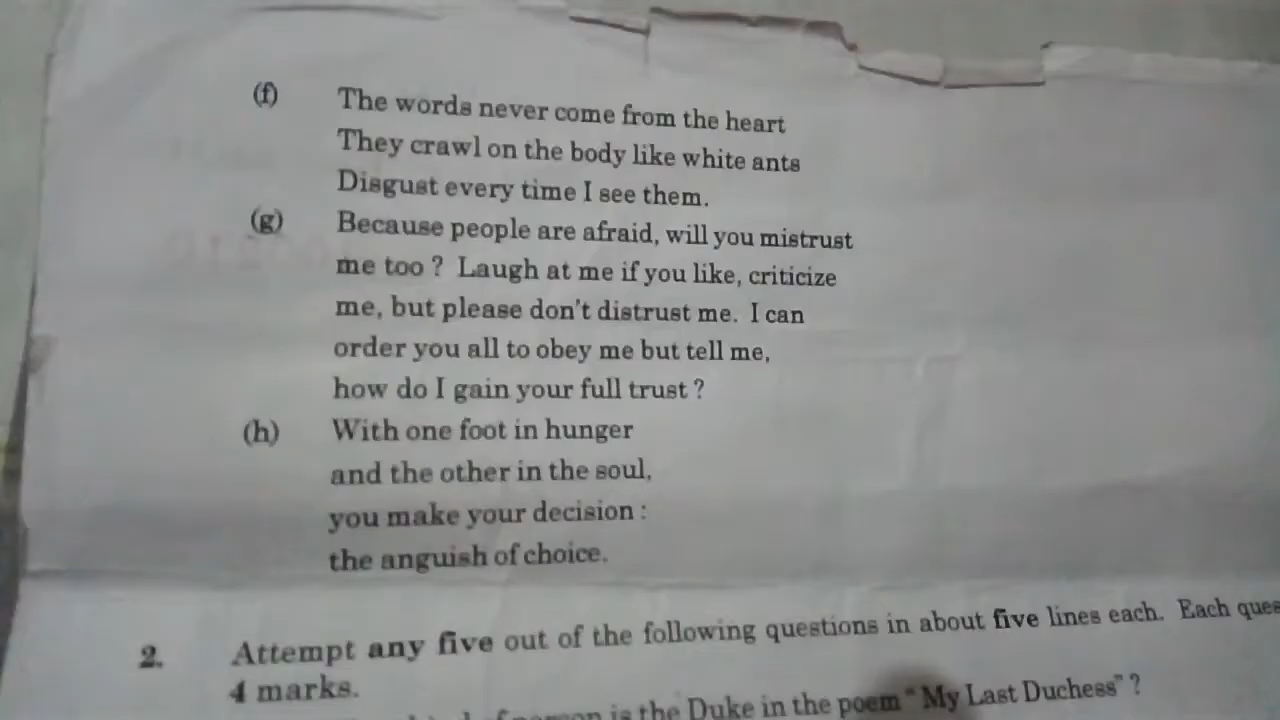 (f) The words never come from the heart
They crawl on the body like white ants
Disgust every time I see them.
(g) Because people are afraid, will you mistrust
me too ? Laugh at me if you like, criticize
me, but please don't distrust me. I can
order you all to obey me but tell me,
how do I gain your full trust ?
(h) With one foot in hunger
and the other in the soul,
you make your decision :
the anguish of choice.
2. Attempt any five out of the following questions in about five lines each. Each
4 marks.
is the Duke in the poem " My Last Duchess" ?